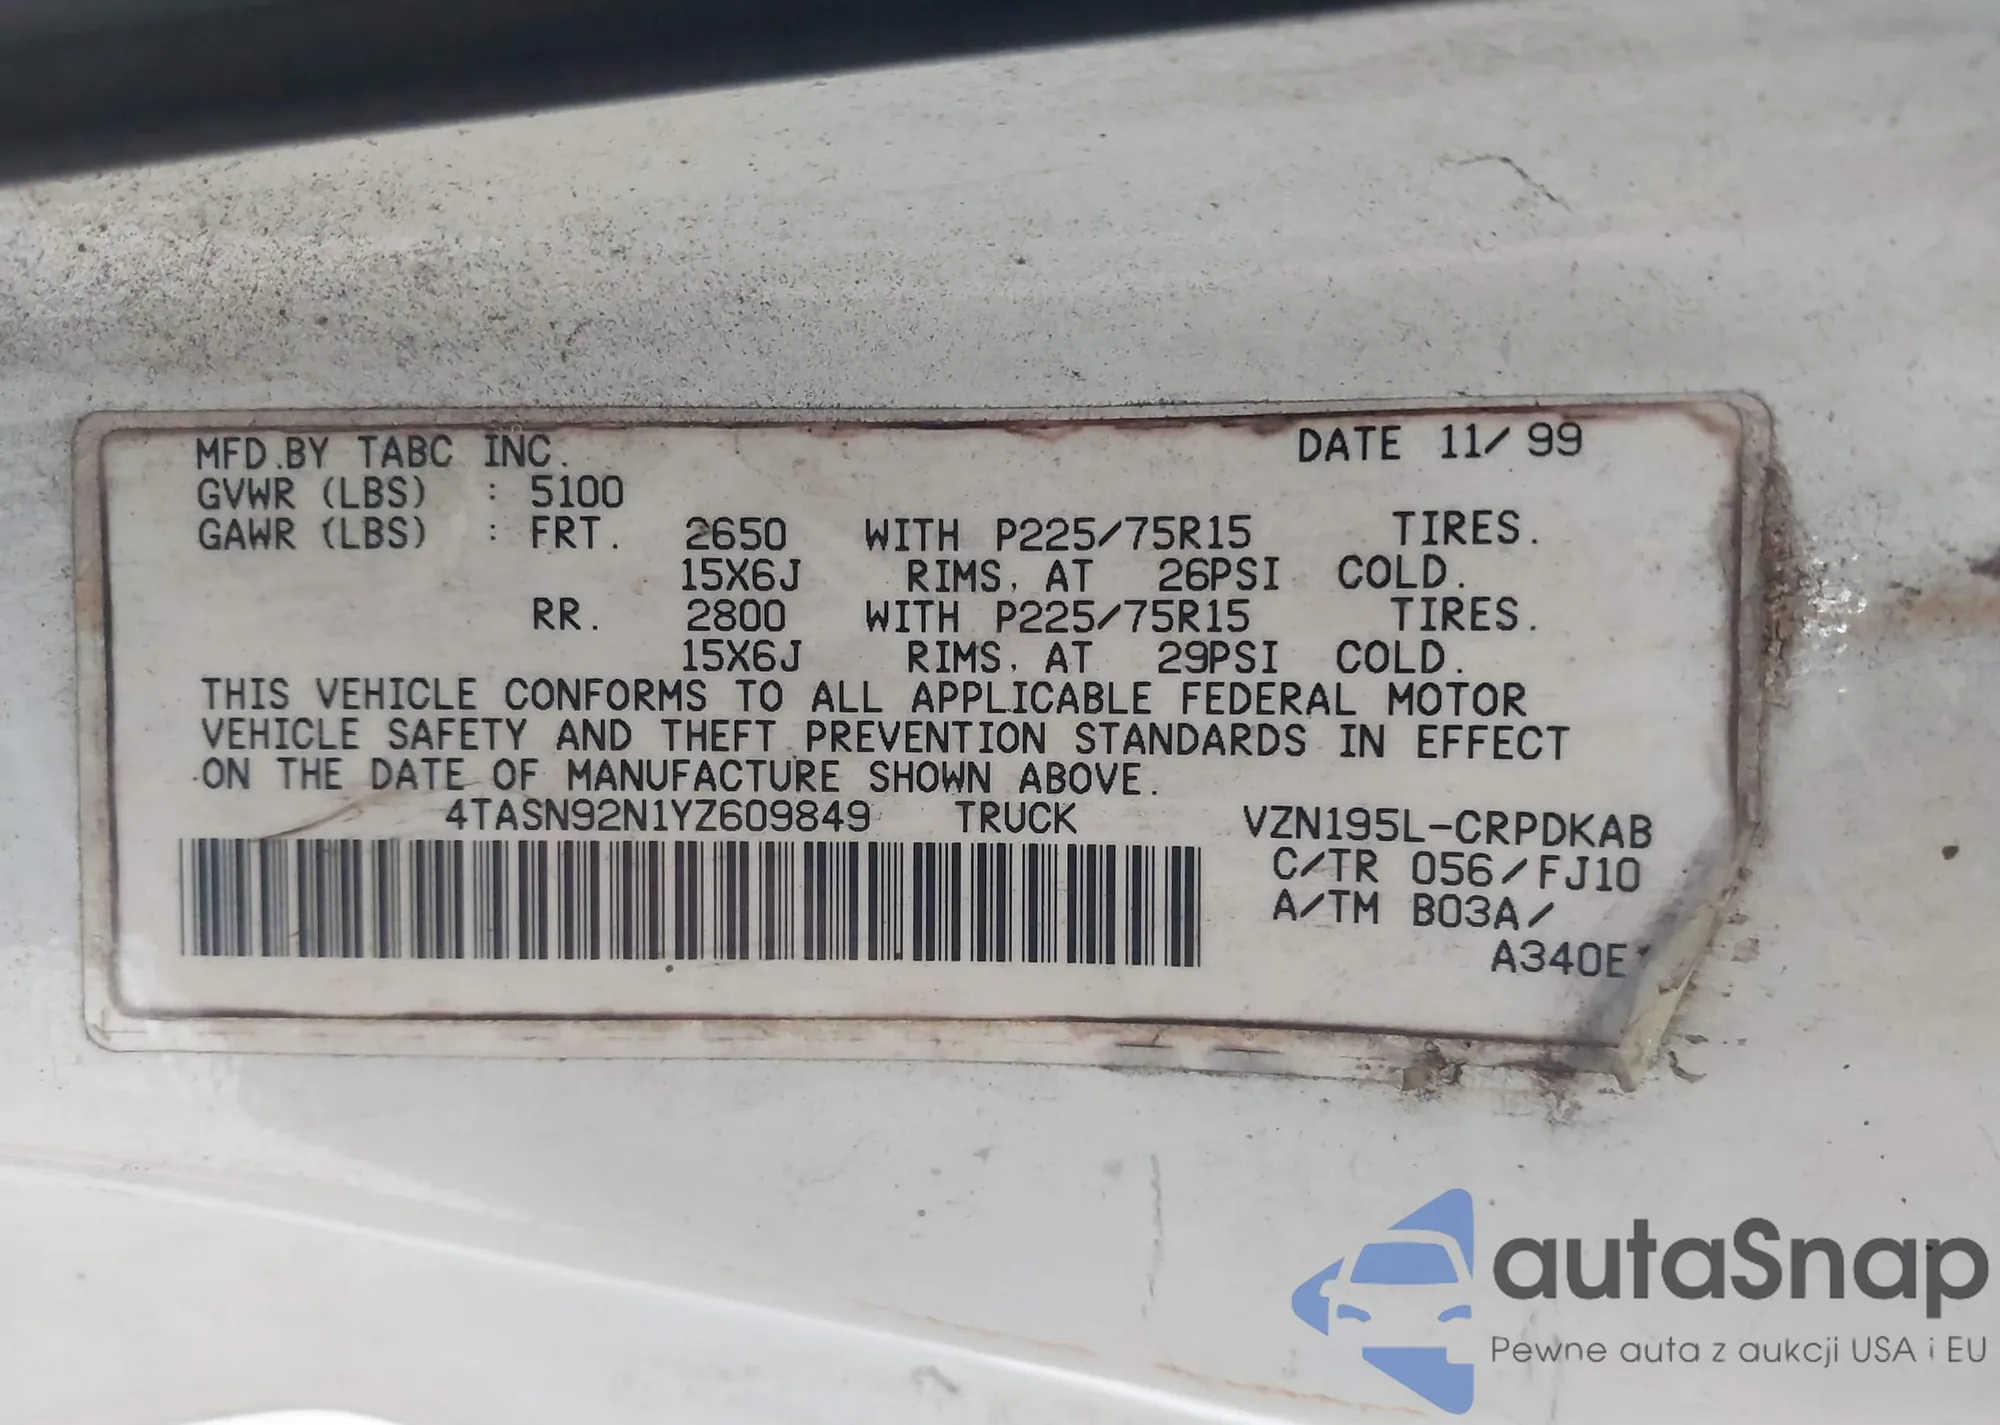 MFD.BY TABC INC. DATE 11/99
GVWR (LBS) : 5100
GAWR (LBS) : FRT. 2650 WITH P225/75R15 TIRES.
15X6J RIMS, AT 26PSI COLD.
RR. 2800 WITH P225/75R15 TIRES.
15X6J RIMS, AT 29PSI COLD.
THIS VEHICLE CONFORMS TO ALL APPLICABLE FEDERAL MOTOR
VEHICLE SAFETY AND THEFT PREVENTION STANDARDS IN EFFECT
ON THE DATE OF MANUFACTURE SHOWN ABOVE.
4TASN92N1YZ609849 TRUCK VZN195L-CRPDKAB
C/TR 056/FJ10
A/TM B03A/
A340E*
autaSnap
Pewne auta z aukcji USA i EU